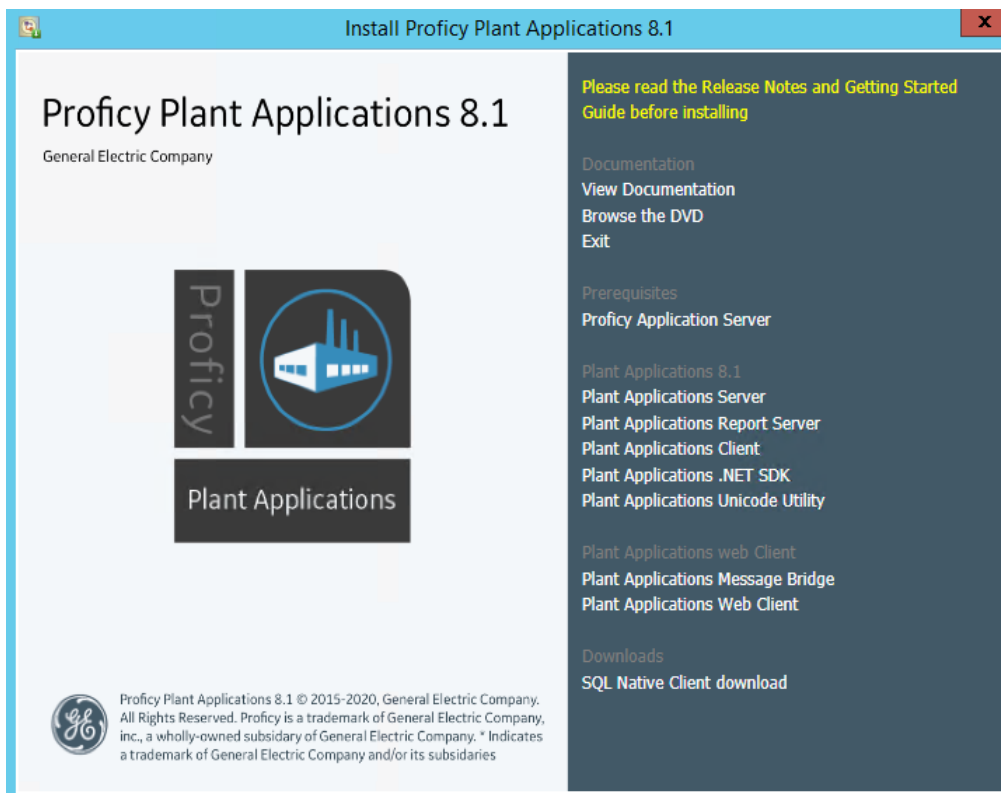 Install Proficy Plant Applications 8.1
x
Proficy Plant Applications 8.1
General Electric Company
Proficy
Plant Applications
GE
Proficy Plant Applications 8.1 © 2015-2020, General Electric Company.
All Rights Reserved. Proficy is a trademark of General Electric Company,
inc., a wholly-owned subsidary of General Electric Company. * Indicates
a trademark of General Electric Company and/or its subsidaries
Please read the Release Notes and Getting Started
Guide before installing
Documentation
View Documentation
Browse the DVD
Exit
Prerequisites
Proficy Application Server
Plant Applications 8.1
Plant Applications Server
Plant Applications Report Server
Plant Applications Client
Plant Applications .NET SDK
Plant Applications Unicode Utility
Plant Applications web Client
Plant Applications Message Bridge
Plant Applications Web Client
Downloads
SQL Native Client download